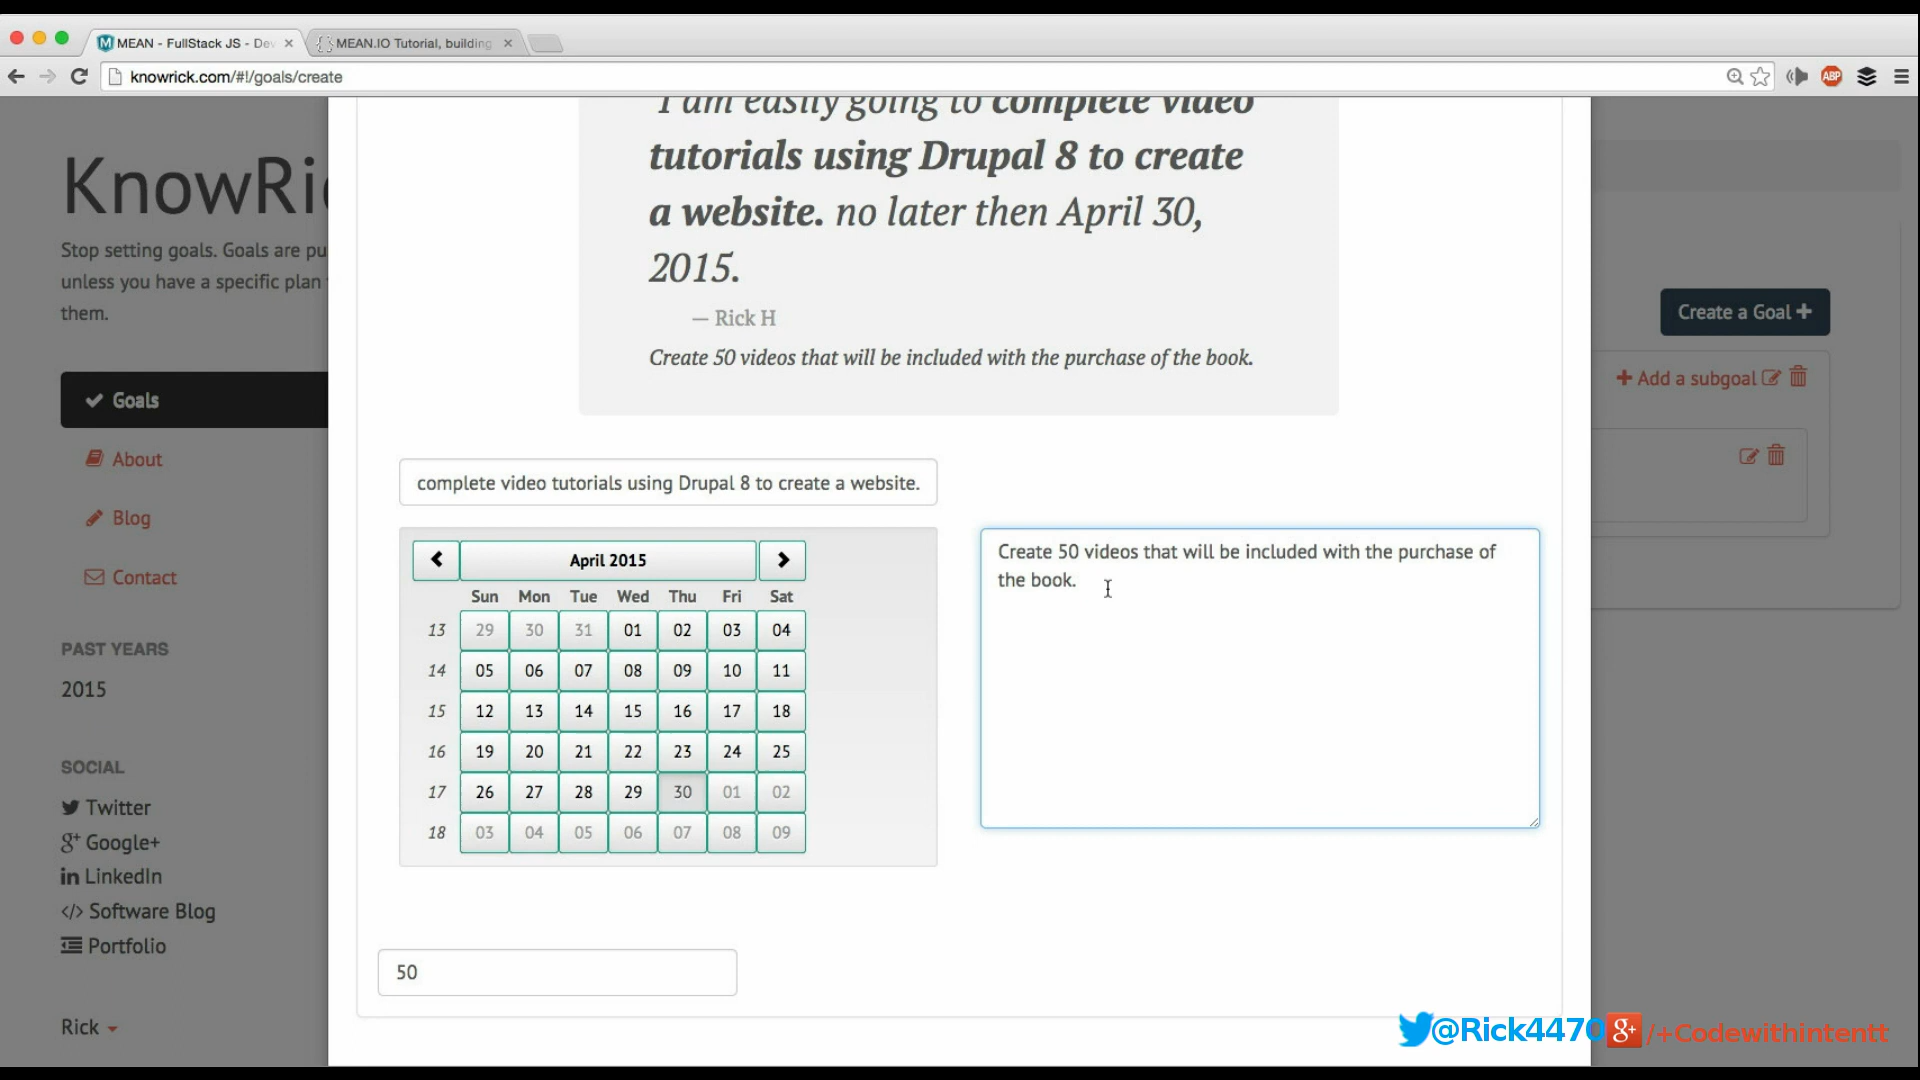 MEAN - FullStack JS - Dev
MEAN.IO Tutorial, building
knowrick.com/#!/goals/create
ABP
KnowRi
Stop setting goals. Goals are pu
unless you have a specific plan
them.
Goals
About
Blog
Contact
PAST YEARS
2015
SOCIAL
Twitter
Google+
LinkedIn
Software Blog
Portfolio
Rick
I am easily going to complete video
tutorials using Drupal 8 to create
a website. no later then April 30,
2015.
— Rick H
Create 50 videos that will be included with the purchase of the book.
complete video tutorials using Drupal 8 to create a website.
April 2015
Sun Mon Tue Wed Thu Fri Sat
13 29 30 31 01 02 03 04
14 05 06 07 08 09 10 11
15 12 13 14 15 16 17 18
16 19 20 21 22 23 24 25
17 26 27 28 29 30 01 02
18 03 04 05 06 07 08 09
Create 50 videos that will be included with the purchase of
the book.
50
Create a Goal
Add a subgoal
@Rick4470 /+Codewithintentt